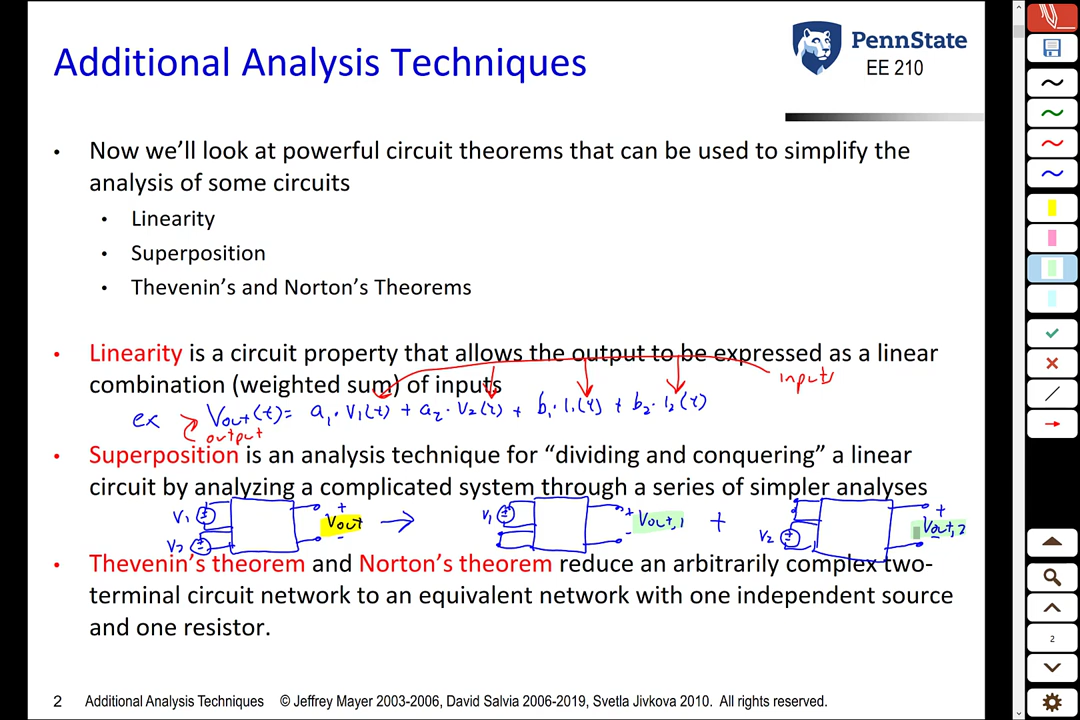 Additional Analysis Techniques
PennState
EE 210
• Now we'll look at powerful circuit theorems that can be used to simplify the
analysis of some circuits
• Linearity
• Superposition
• Thevenin's and Norton's Theorems
• Linearity is a circuit property that allows the output to be expressed as a linear
combination (weighted sum) of inputs
inputs
ex Vout(t) = a1·V1(t) + a2·V2(t) + b1·I1(t) + b2·I2(t)
output
• Superposition is an analysis technique for “dividing and conquering” a linear
circuit by analyzing a complicated system through a series of simpler analyses
V1 + Vout - → V1 + Vout,1 - + + Vout,2 -
V2 V2
• Thevenin's theorem and Norton's theorem reduce an arbitrarily complex two-
terminal circuit network to an equivalent network with one independent source
and one resistor.
2 Additional Analysis Techniques © Jeffrey Mayer 2003-2006, David Salvia 2006-2019, Svetla Jivkova 2010. All rights reserved.
2